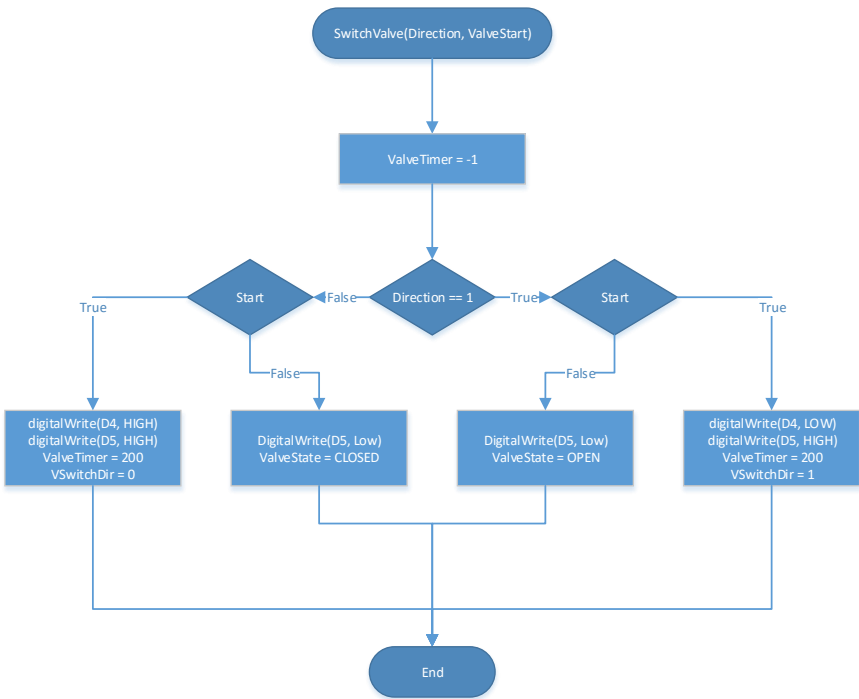 SwitchValve(Direction, ValveStart)
ValveTimer = -1
Start
False
Direction == 1
True
Start
True
True
False
False
digitalWrite(D4, HIGH)
digitalWrite(D5, HIGH)
ValveTimer = 200
VSwitchDir = 0
DigitalWrite(D5, Low)
ValveState = CLOSED
DigitalWrite(D5, Low)
ValveState = OPEN
digitalWrite(D4, LOW)
digitalWrite(D5, HIGH)
ValveTimer = 200
VSwitchDir = 1
End